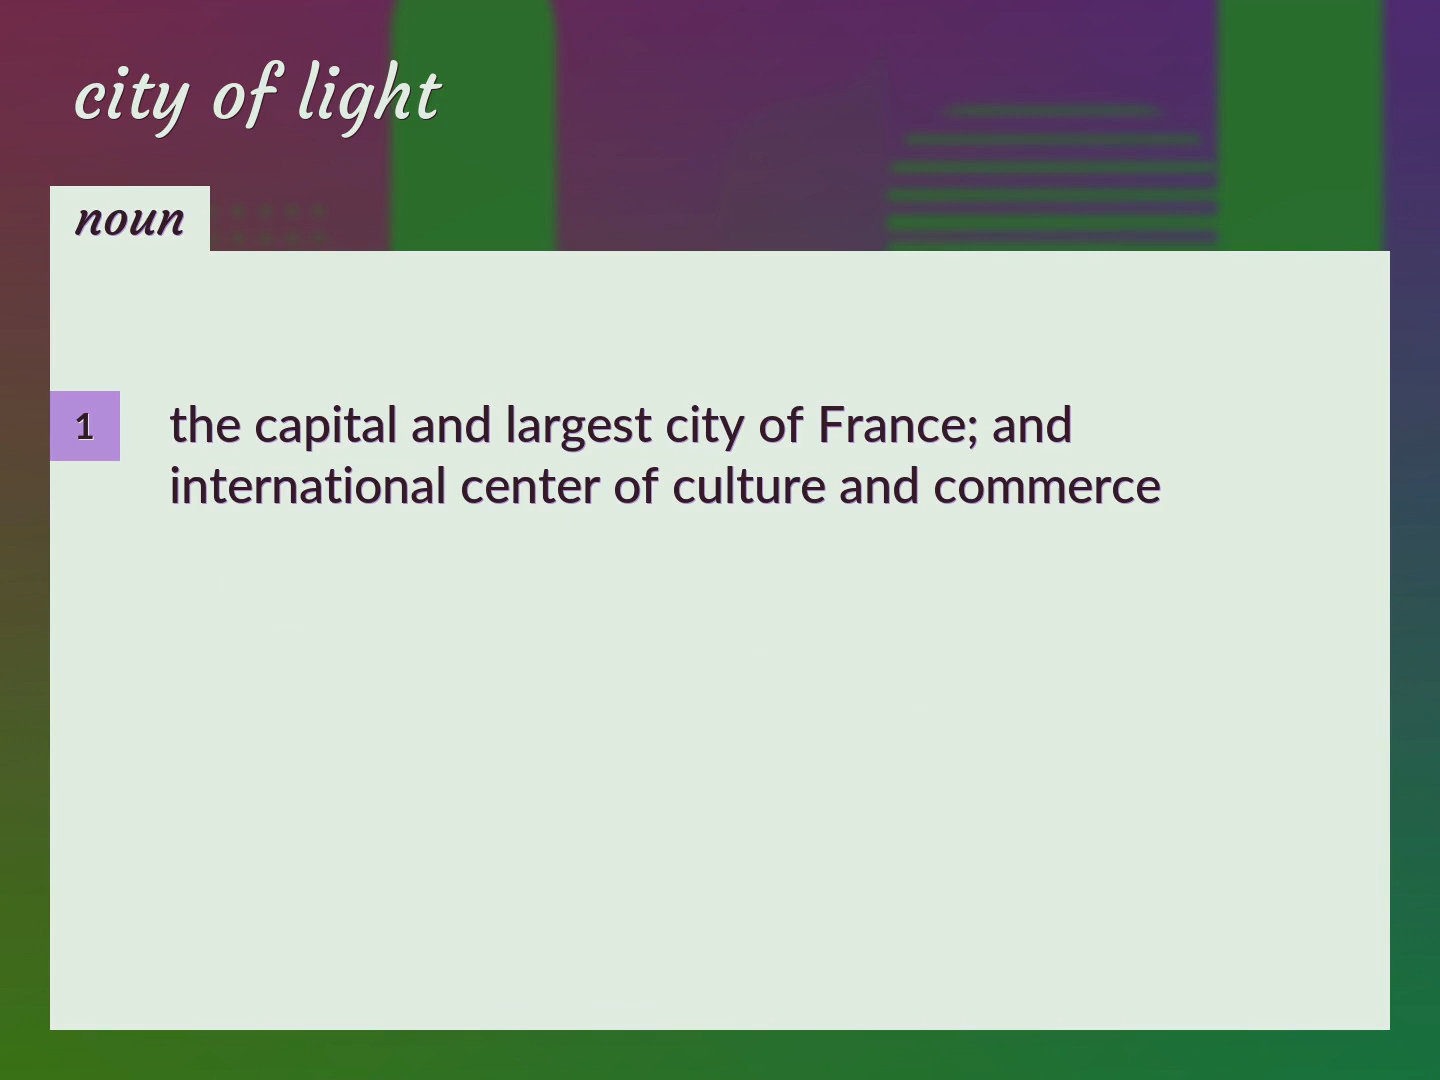 city of light
noun
1
the capital and largest city of France; and
international center of culture and commerce